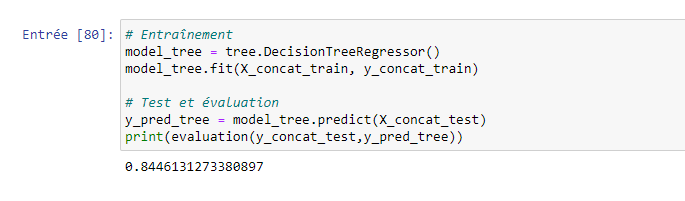 Entrée [80]: # Entraînement
model_tree = tree.DecisionTreeRegressor()
model_tree.fit(X_concat_train, y_concat_train)
# Test et évaluation
y_pred_tree = model_tree.predict(X_concat_test)
print(evaluation(y_concat_test,y_pred_tree))
0.8446131273380897